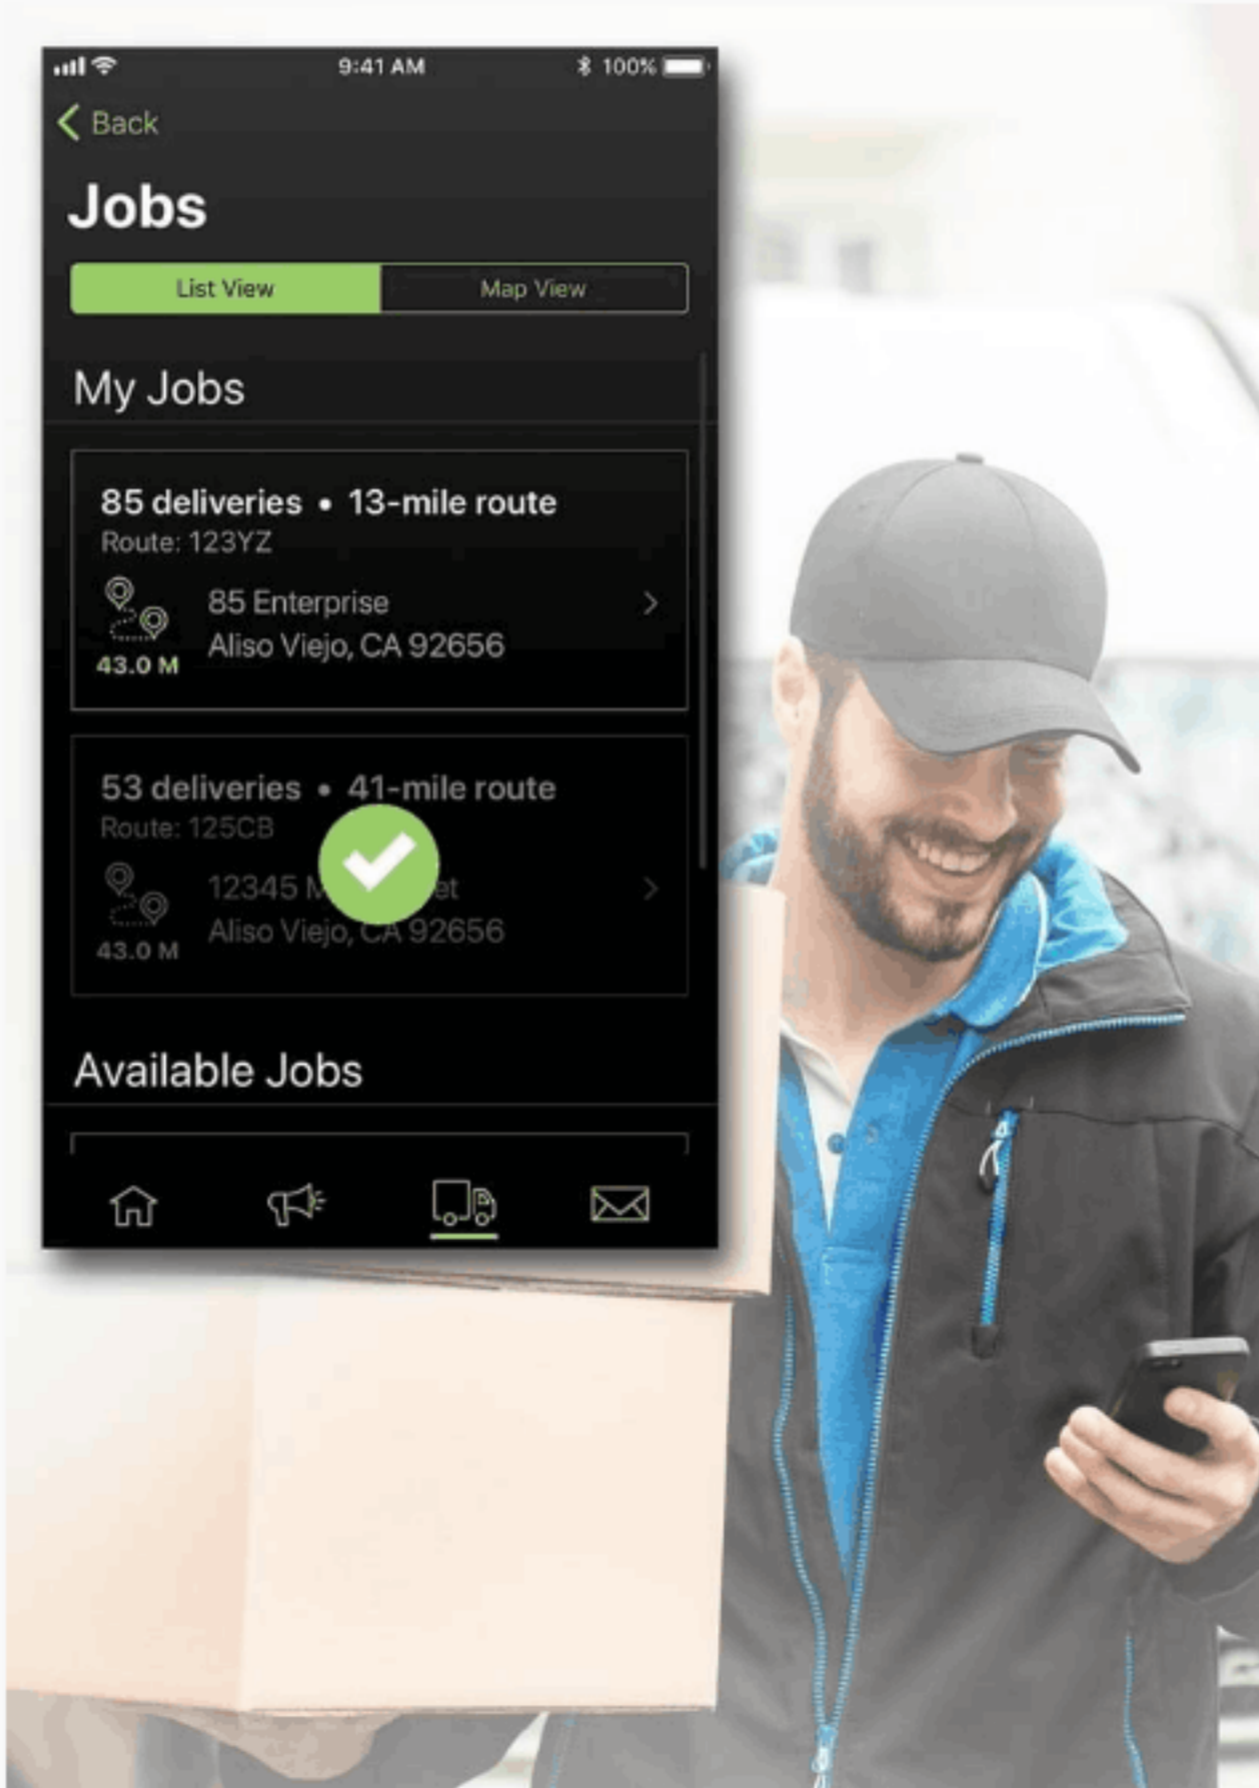 9:41 AM
100%
Back
Jobs
List View
Map View
My Jobs
85 deliveries • 13-mile route
Route: 123YZ
85 Enterprise
Aliso Viejo, CA 92656
43.0 M
53 deliveries • 41-mile route
Route: 125CB
12345
Aliso Viejo, CA 92656
43.0 M
Available Jobs